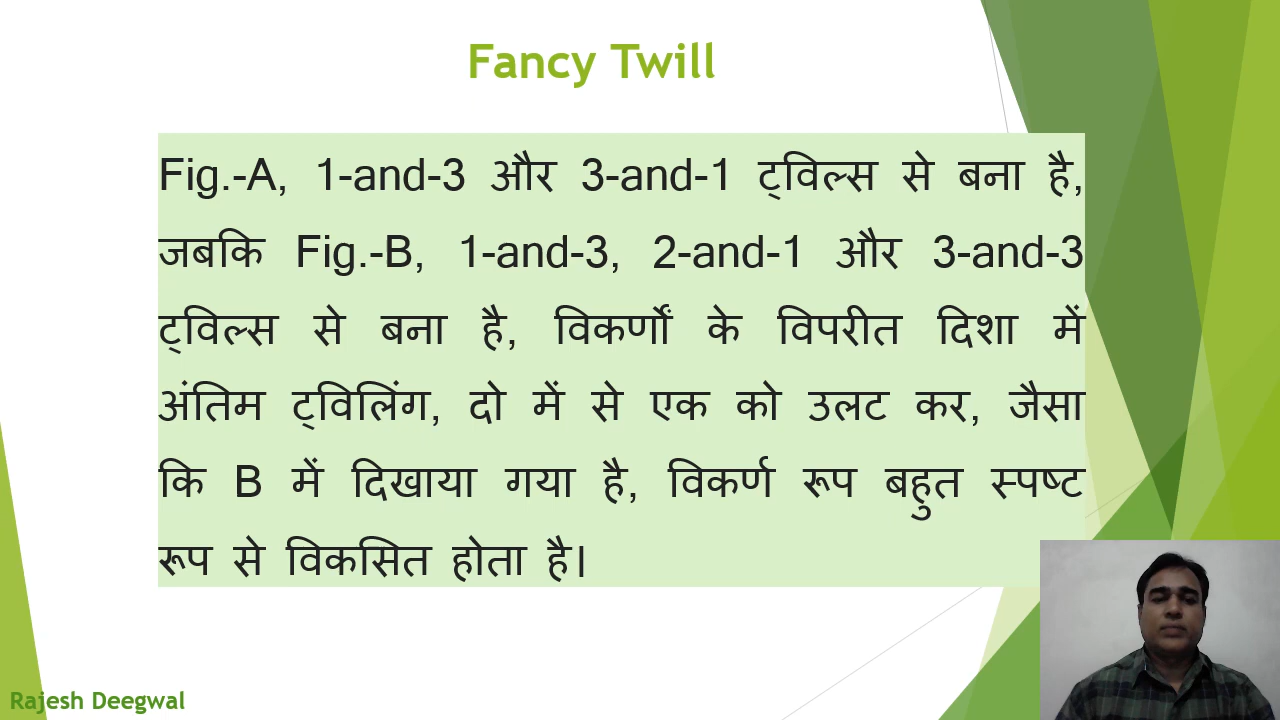 Fancy Twill
Fig.-A, 1-and-3 और 3-and-1 ट्विल्स से बना है,
जबकि Fig.-B, 1-and-3, 2-and-1 और 3-and-3
ट्विल्स से बना है, विकर्णों के विपरीत दिशा में
अंतिम ट्विलिंग, दो में से एक को उलट कर, जैसा
कि B में दिखाया गया है, विकर्ण रूप बहुत स्पष्ट
रूप से विकसित होता है।
Rajesh Deegwal